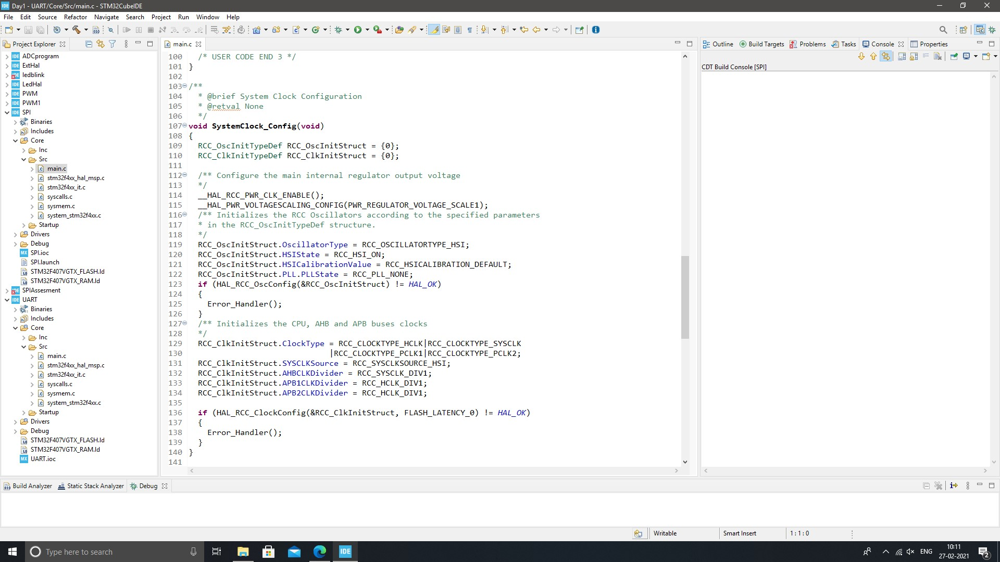 IDE Day1 - UART/Core/Src/main.c - STM32CubeIDE
File Edit Source Refactor Navigate Search Project Run Window Help
Project Explorer
IDE ADCprogram
IDE ExtHal
ledblink
IDE LedHal
IDE PWM
IDE PWM1
IDE SPI
Binaries
Includes
Core
Inc
Src
main.c
stm32f4xx_hal_msp.c
stm32f4xx_it.c
syscalls.c
sysmem.c
system_stm32f4xx.c
Startup
Drivers
Debug
MX SPI.ioc
SPI.launch
STM32F407VGTX_FLASH.ld
STM32F407VGTX_RAM.ld
SPIAssesment
IDE UART
Binaries
Includes
Core
Inc
Src
main.c
stm32f4xx_hal_msp.c
stm32f4xx_it.c
syscalls.c
sysmem.c
system_stm32f4xx.c
Startup
Drivers
Debug
STM32F407VGTX_FLASH.ld
STM32F407VGTX_RAM.ld
MX UART.ioc
main.c
100 /* USER CODE END 3 */
101 }
102
103 /**
104 * @brief System Clock Configuration
105 * @retval None
106 */
107 void SystemClock_Config(void)
108 {
109 RCC_OscInitTypeDef RCC_OscInitStruct = {0};
110 RCC_ClkInitTypeDef RCC_ClkInitStruct = {0};
111
112 /** Configure the main internal regulator output voltage
113 */
114 __HAL_RCC_PWR_CLK_ENABLE();
115 __HAL_PWR_VOLTAGESCALING_CONFIG(PWR_REGULATOR_VOLTAGE_SCALE1);
116 /** Initializes the RCC Oscillators according to the specified parameters
117 * in the RCC_OscInitTypeDef structure.
118 */
119 RCC_OscInitStruct.OscillatorType = RCC_OSCILLATORTYPE_HSI;
120 RCC_OscInitStruct.HSIState = RCC_HSI_ON;
121 RCC_OscInitStruct.HSICalibrationValue = RCC_HSICALIBRATION_DEFAULT;
122 RCC_OscInitStruct.PLL.PLLState = RCC_PLL_NONE;
123 if (HAL_RCC_OscConfig(&RCC_OscInitStruct) != HAL_OK)
124 {
125 Error_Handler();
126 }
127 /** Initializes the CPU, AHB and APB buses clocks
128 */
129 RCC_ClkInitStruct.ClockType = RCC_CLOCKTYPE_HCLK|RCC_CLOCKTYPE_SYSCLK
130 |RCC_CLOCKTYPE_PCLK1|RCC_CLOCKTYPE_PCLK2;
131 RCC_ClkInitStruct.SYSCLKSource = RCC_SYSCLKSOURCE_HSI;
132 RCC_ClkInitStruct.AHBCLKDivider = RCC_SYSCLK_DIV1;
133 RCC_ClkInitStruct.APB1CLKDivider = RCC_HCLK_DIV1;
134 RCC_ClkInitStruct.APB2CLKDivider = RCC_HCLK_DIV1;
135
136 if (HAL_RCC_ClockConfig(&RCC_ClkInitStruct, FLASH_LATENCY_0) != HAL_OK)
137 {
138 Error_Handler();
139 }
140 }
141
Outline Build Targets Problems Tasks Console Properties
CDT Build Console [SPI]
Build Analyzer Static Stack Analyzer Debug
Writable Smart Insert 1 : 1 : 0
Type here to search
IDE
ENG
10:11
27-02-2021
2